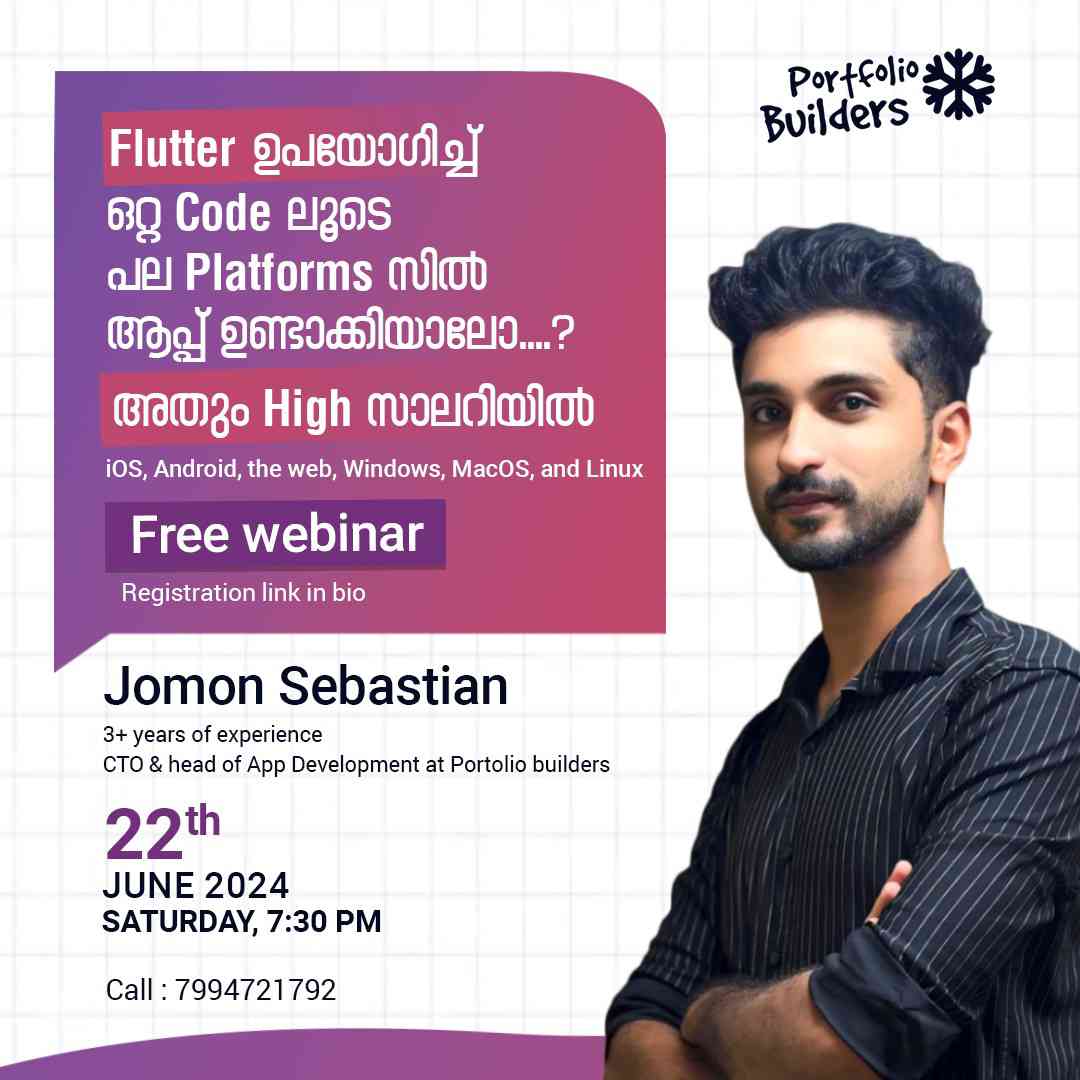 Portfolio
Builders
Flutter ഉപയോഗിച്ച്
ഒറ്റ Code ലൂടെ
പല Platforms സിൽ
ആപ്പ് ഉണ്ടാക്കിയാലോ....?
അതും High സാലറിയിൽ
iOS, Android, the web, Windows, MacOS, and Linux
Free webinar
Registration link in bio
Jomon Sebastian
3+ years of experience
CTO & head of App Development at Portolio builders
22th
JUNE 2024
SATURDAY, 7:30 PM
Call : 7994721792